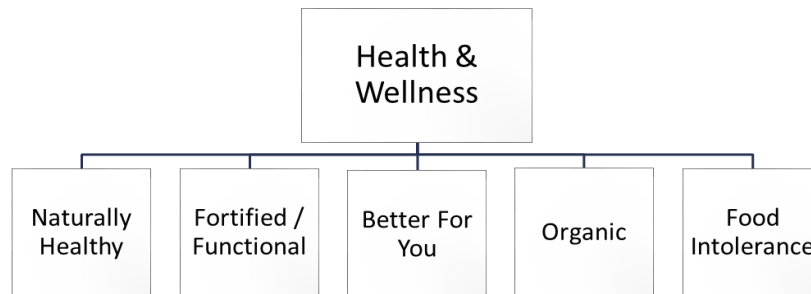 Health &
Wellness
Naturally
Healthy
Fortified /
Functional
Better For
You
Organic
Food
Intolerance